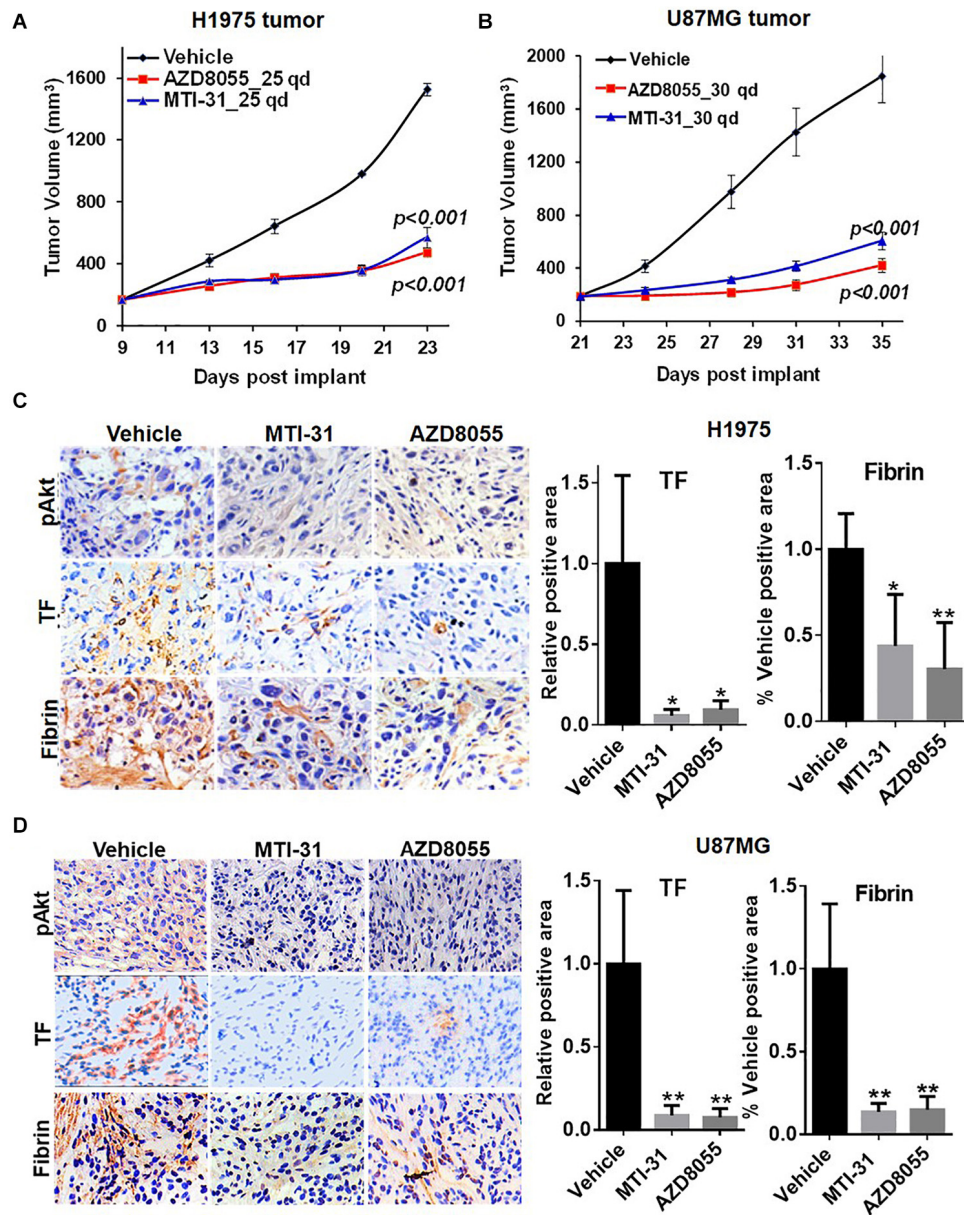 A
H1975 tumor
Vehicle
AZD8055_25 qd
MTI-31_25 qd
Tumor Volume (mm³)
1600
1200
800
400
0
p<0.001
p<0.001
9 11 13 15 16 17 19 20 21 23
Days post implant
B
U87MG tumor
Vehicle
AZD8055_30 qd
MTI-31_30 qd
Tumor Volume (mm³)
2000
1600
1200
800
400
0
p<0.001
p<0.001
21 23 24 25 27 28 29 31 33 35
Days post implant
C
Vehicle MTI-31 AZD8055
pAkt
TF
Fibrin
H1975
TF
Relative positive area
1.5
1.0
0.5
0.0
* *
Vehicle
MTI-31
AZD8055
Fibrin
% Vehicle positive area
1.5
1.0
0.5
0.0
* **
Vehicle
MTI-31
AZD8055
D
Vehicle MTI-31 AZD8055
pAkt
TF
Fibrin
U87MG
TF
Relative positive area
1.5
1.0
0.5
0.0
** **
Vehicle
MTI-31
AZD8055
Fibrin
% Vehicle positive area
1.5
1.0
0.5
0.0
** **
Vehicle
MTI-31
AZD8055